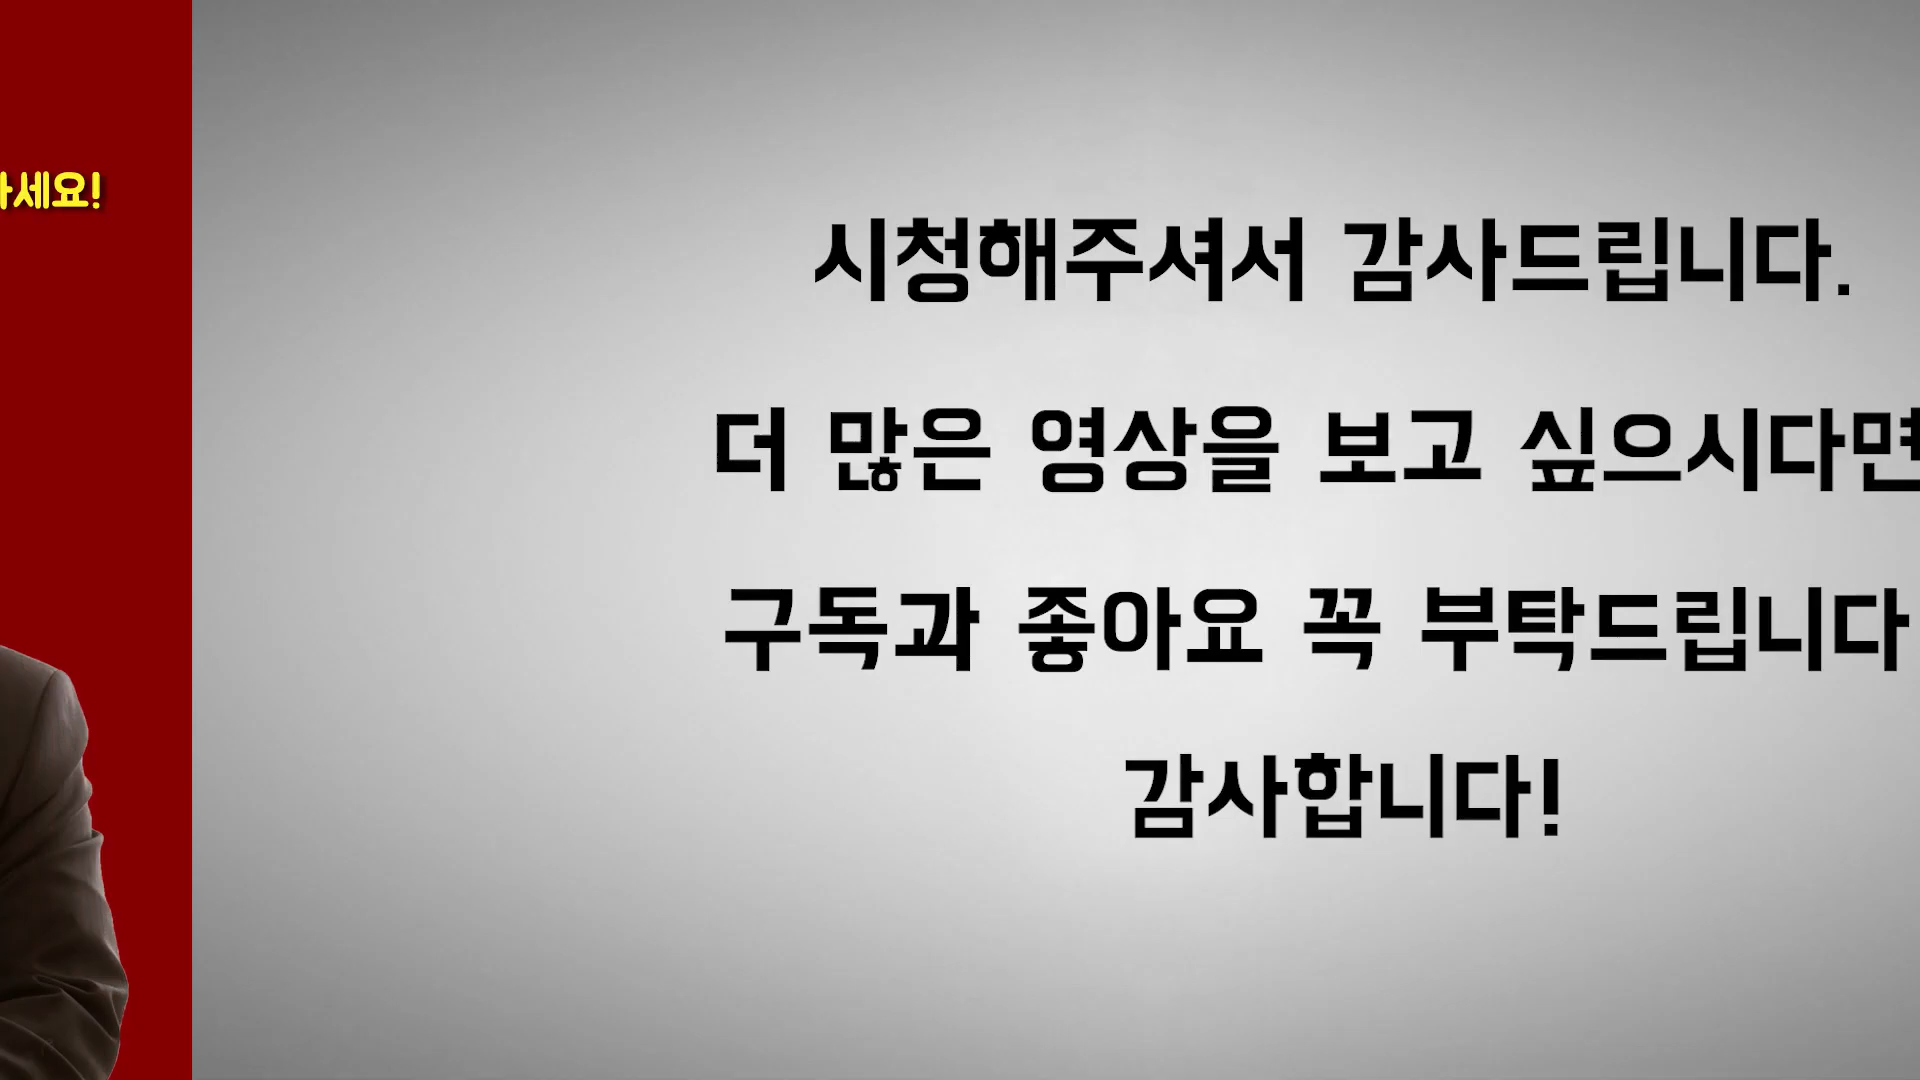 세요!
시청해주셔서 감사드립니다.
더 많은 영상을 보고 싶으시다면
구독과 좋아요 꼭 부탁드립니다
감사합니다!